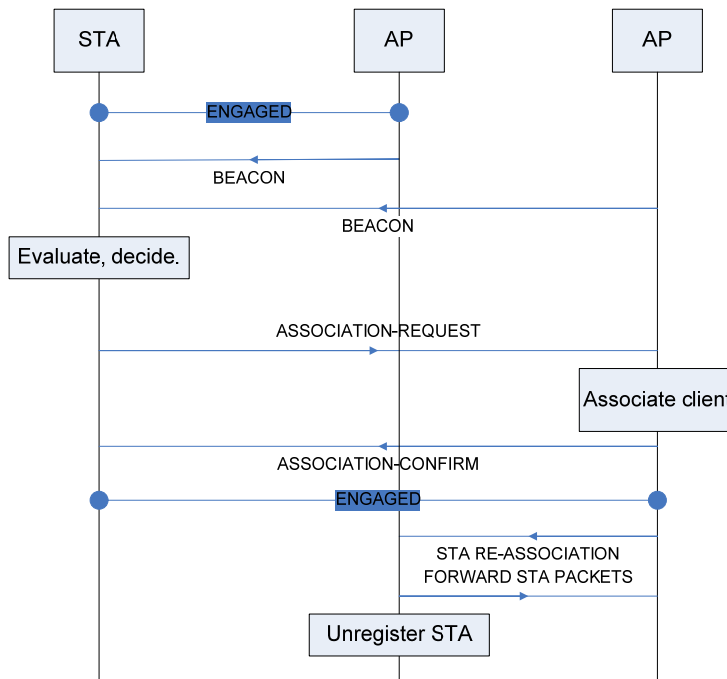 STA
AP
AP
ENGAGED
BEACON
BEACON
Evaluate, decide.
ASSOCIATION-REQUEST
Associate client
ASSOCIATION-CONFIRM
ENGAGED
STA RE-ASSOCIATION
FORWARD STA PACKETS
Unregister STA